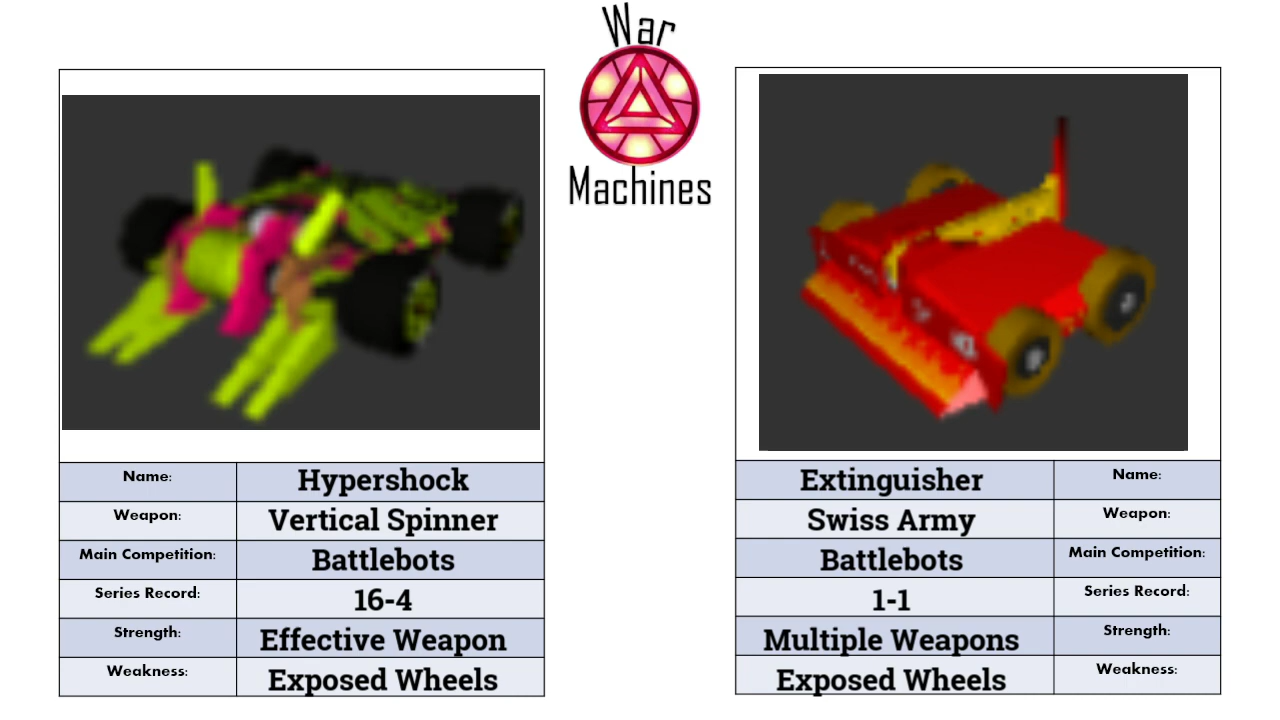 War
Machines
Name: Hypershock
Weapon: Vertical Spinner
Main Competition: Battlebots
Series Record: 16-4
Strength: Effective Weapon
Weakness: Exposed Wheels
Extinguisher Name:
Swiss Army Weapon:
Battlebots Main Competition:
1-1 Series Record:
Multiple Weapons Strength:
Exposed Wheels Weakness: